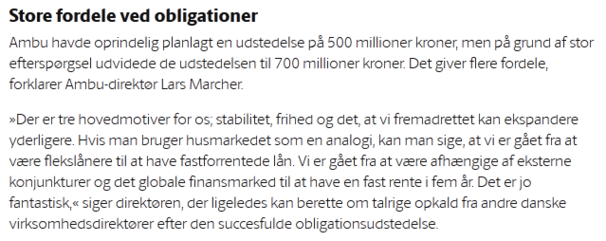 Store fordele ved obligationer
Ambu havde oprindelig planlagt en udstedelse på 500 millioner kroner, men på grund af stor
efterspørgsel udvidede de udstedelsen til 700 millioner kroner. Det giver flere fordele,
forklarer Ambu-direktør Lars Marcher.
»Der er tre hovedmotiver for os; stabilitet, frihed og det, at vi fremadrettet kan ekspandere
yderligere. Hvis man bruger husmarkedet som en analogi, kan man sige, at vi er gået fra at
være flekslånere til at have fastforrentede lån. Vi er gået fra at være afhængige af eksterne
konjunkturer og det globale finansmarked til at have en fast rente i fem år. Det er jo
fantastisk,« siger direktøren, der ligeledes kan berette om talrige opkald fra andre danske
virksomhedsdirektører efter den succesfulde obligationsudstedelse.